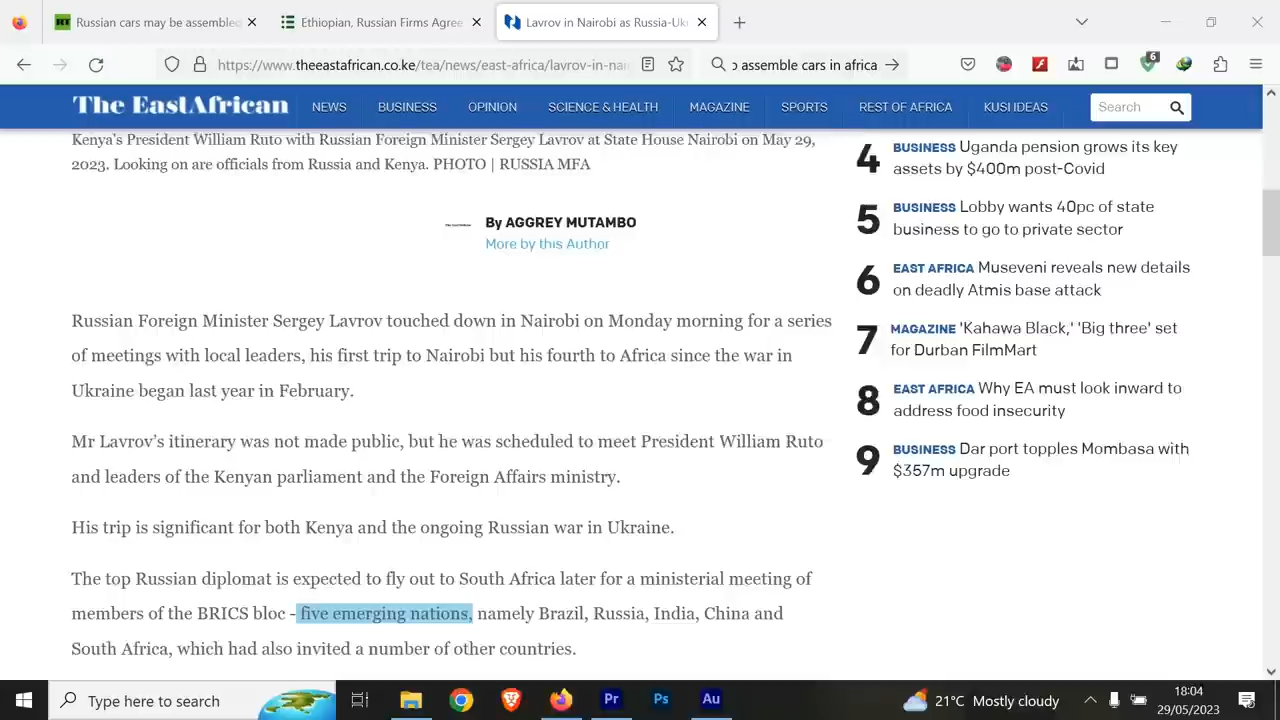 Russian cars may be assembled
Ethiopian, Russian Firms Agree
Lavrov in Nairobi as Russia-Uk
https://www.theeastafrican.co.ke/tea/news/east-africa/lavrov-in-nai
assemble cars in africa
6
The EastAfrican
NEWS
BUSINESS
OPINION
SCIENCE & HEALTH
MAGAZINE
SPORTS
REST OF AFRICA
KUSI IDEAS
Search
Kenya's President William Ruto with Russian Foreign Minister Sergey Lavrov at State House Nairobi on May 29,
2023. Looking on are officials from Russia and Kenya. PHOTO | RUSSIA MFA
By AGGREY MUTAMBO
More by this Author
Russian Foreign Minister Sergey Lavrov touched down in Nairobi on Monday morning for a series
of meetings with local leaders, his first trip to Nairobi but his fourth to Africa since the war in
Ukraine began last year in February.
Mr Lavrov's itinerary was not made public, but he was scheduled to meet President William Ruto
and leaders of the Kenyan parliament and the Foreign Affairs ministry.
His trip is significant for both Kenya and the ongoing Russian war in Ukraine.
The top Russian diplomat is expected to fly out to South Africa later for a ministerial meeting of
members of the BRICS bloc - five emerging nations, namely Brazil, Russia, India, China and
South Africa, which had also invited a number of other countries.
4 BUSINESS Uganda pension grows its key
assets by $400m post-Covid
5 BUSINESS Lobby wants 40pc of state
business to go to private sector
6 EAST AFRICA Museveni reveals new details
on deadly Atmis base attack
7 MAGAZINE 'Kahawa Black,' 'Big three' set
for Durban FilmMart
8 EAST AFRICA Why EA must look inward to
address food insecurity
9 BUSINESS Dar port topples Mombasa with
$357m upgrade
Type here to search
Pr
Ps
Au
21°C Mostly cloudy
18:04
29/05/2023